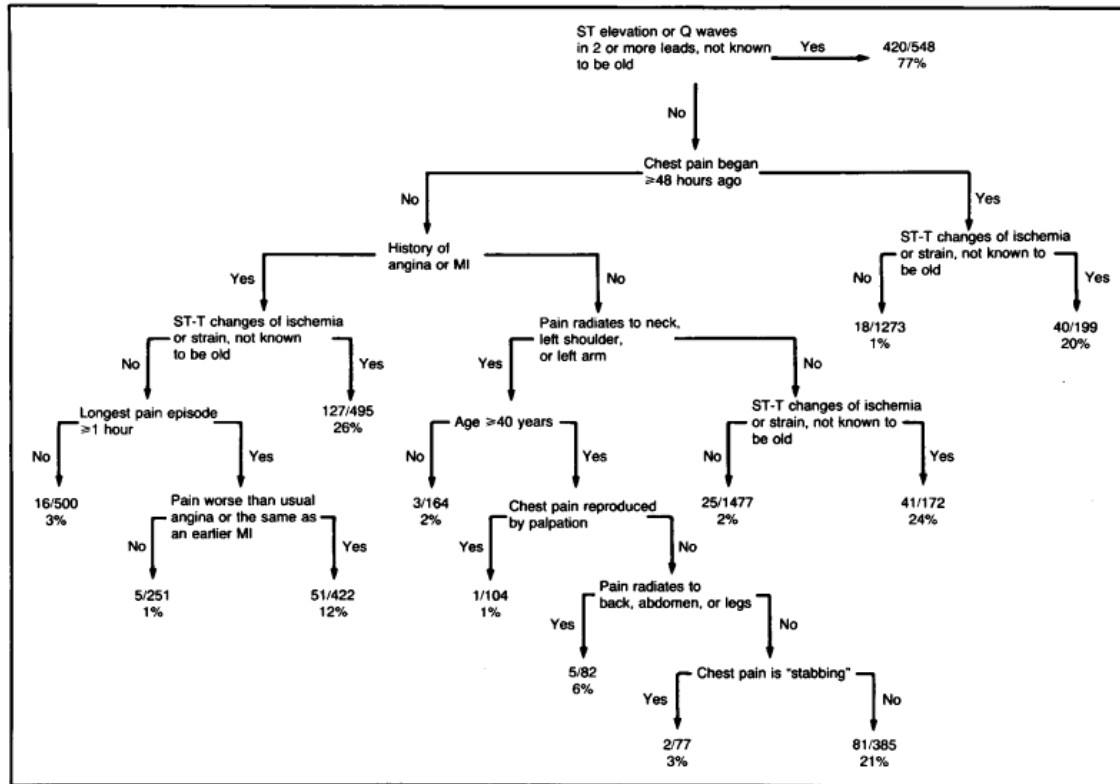 ST elevation or Q waves
in 2 or more leads, not known
to be old
Yes
420/548
77%
No
Chest pain began
≥48 hours ago
No
Yes
History of
angina or MI
ST-T changes of ischemia
or strain, not known to
be old
Yes
No
No
Yes
18/1273
1%
40/199
20%
ST-T changes of ischemia
or strain, not known
to be old
Pain radiates to neck,
left shoulder,
or left arm
No
Yes
Yes
No
127/495
26%
Longest pain episode
≥1 hour
Age ≥40 years
ST-T changes of ischemia
or strain, not known to
be old
No
Yes
No
Yes
No
Yes
16/500
3%
Pain worse than usual
angina or the same as
an earlier MI
3/164
2%
Chest pain reproduced
by palpation
25/1477
2%
41/172
24%
No
Yes
Yes
No
5/251
1%
51/422
12%
1/104
1%
Pain radiates to
back, abdomen, or legs
Yes
No
5/82
6%
Chest pain is "stabbing"
Yes
No
2/77
3%
81/385
21%